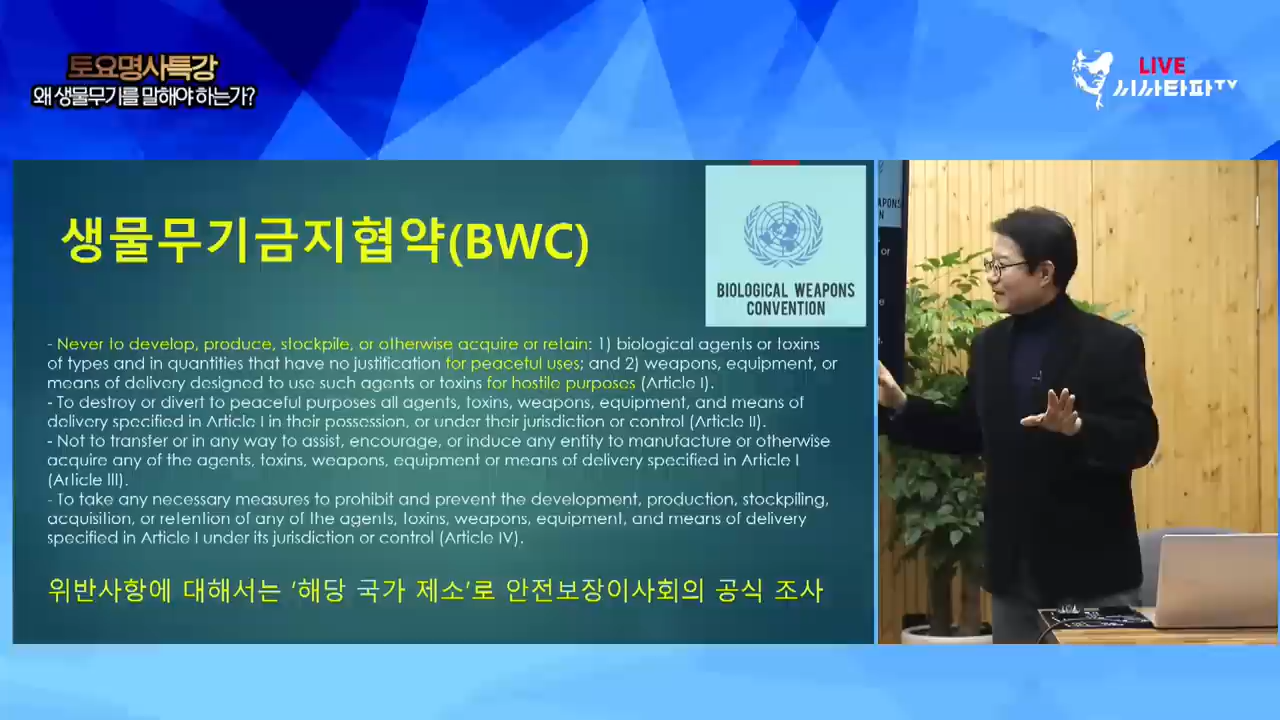 토요명사특강
왜 생물무기를 말해야 하는가?
LIVE
시사타파TV
생물무기금지협약(BWC)
BIOLOGICAL WEAPONS
CONVENTION
- Never to develop, produce, stockpile, or otherwise acquire or retain: 1) biological agents or toxins
of types and in quantities that have no justification for peaceful uses; and 2) weapons, equipment, or
means of delivery designed to use such agents or toxins for hostile purposes (Article I).
- To destroy or divert to peaceful purposes all agents, toxins, weapons, equipment, and means of
delivery specified in Article I in their possession, or under their jurisdiction or control (Article II).
- Not to transfer or in any way to assist, encourage, or induce any entity to manufacture or otherwise
acquire any of the agents, toxins, weapons, equipment or means of delivery specified in Article I
(Article III).
- To take any necessary measures to prohibit and prevent the development, production, stockpiling,
acquisition, or retention of any of the agents, toxins, weapons, equipment, and means of delivery
specified in Article I under its jurisdiction or control (Article IV).
위반사항에 대해서는 ‘해당 국가 제소’로 안전보장이사회의 공식 조사
APONS
N
or